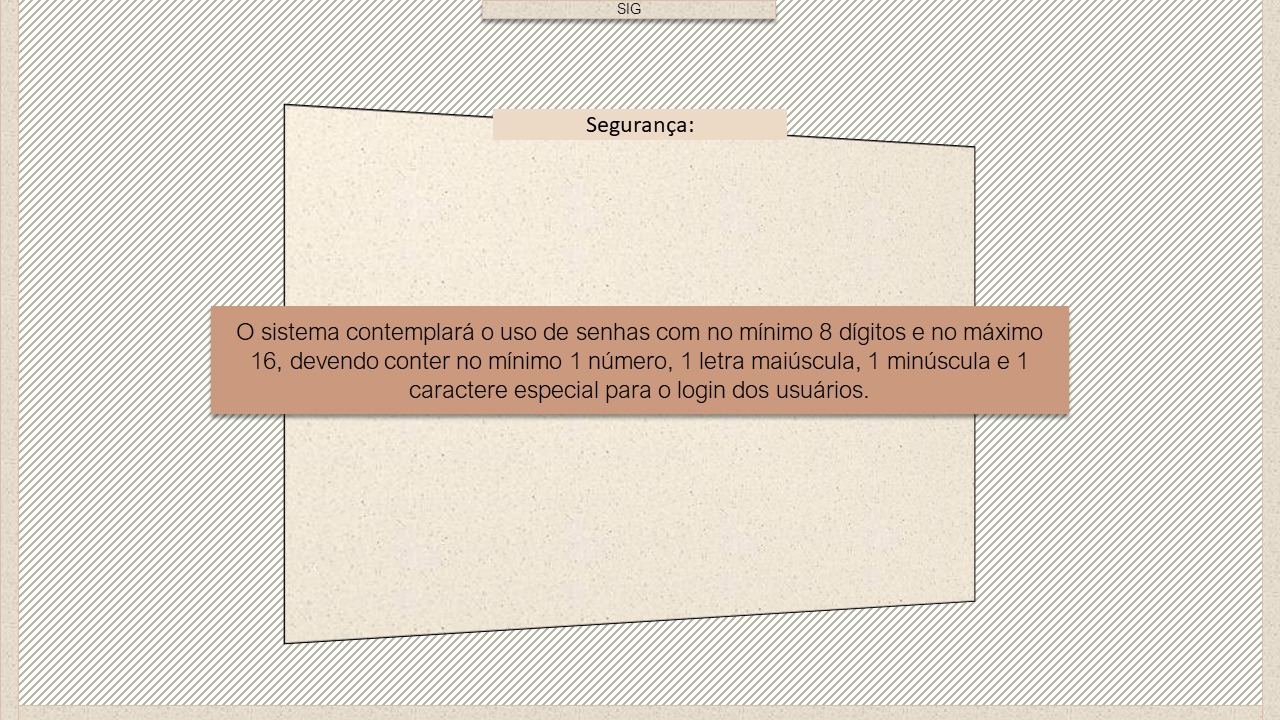 SIG
Segurança:
O sistema contemplará o uso de senhas com no mínimo 8 dígitos e no máximo
16, devendo conter no mínimo 1 número, 1 letra maiúscula, 1 minúscula e 1
caractere especial para o login dos usuários.